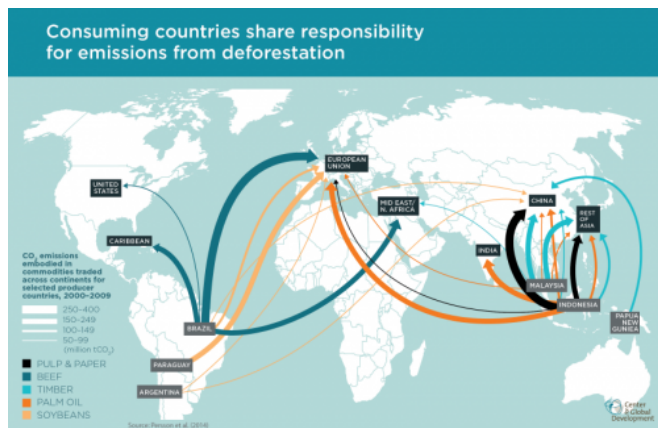 Consuming countries share responsibility
for emissions from deforestation
EUROPEAN
UNION
UNITED
STATES
MID EAST/
N. AFRICA
CHINA
REST
OF
ASIA
CARIBBEAN
INDIA
MALAYSIA
INDONESIA
BRAZIL
PAPUA
NEW
GUNIEA
PARAGUAY
ARGENTINA
CO₂ emissions
embodied in
commodities traded
across continents for
selected producer
countries, 2000–2009
250–400
150–249
100–149
50–99
(million tCO₂)
PULP & PAPER
BEEF
TIMBER
PALM OIL
SOYBEANS
Source: Persson et al. (2014)
Center
Global
Development